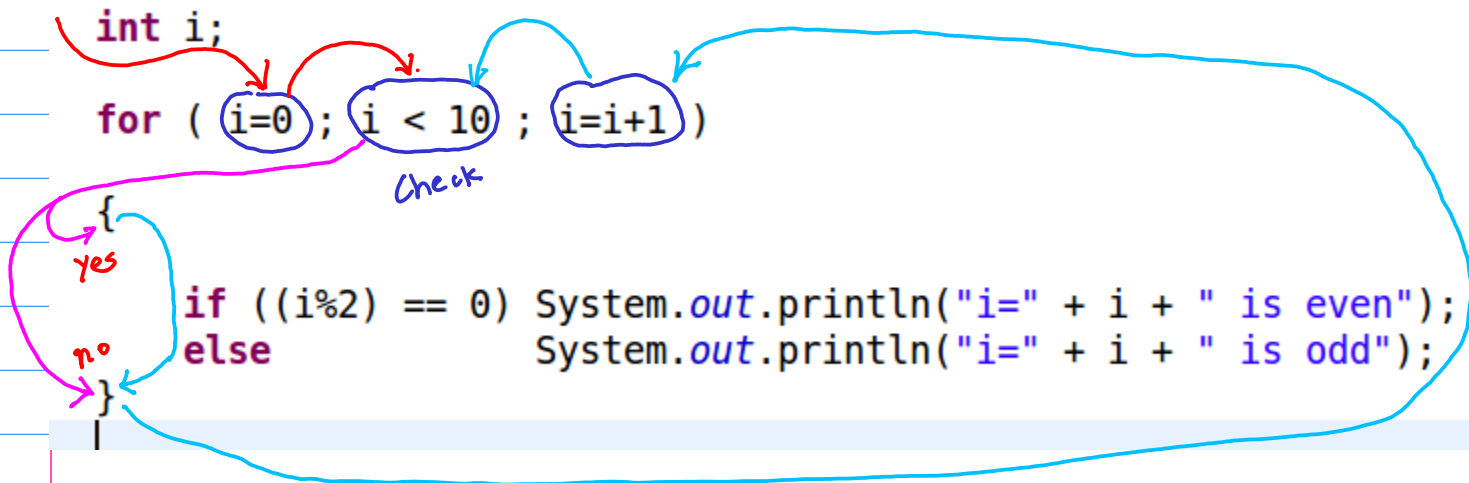 int i;
for ( i=0 ; i < 10 ; i=i+1 )
Check
{
yes
if ((i%2) == 0) System.out.println("i=" + i + " is even");
no
else System.out.println("i=" + i + " is odd");
}